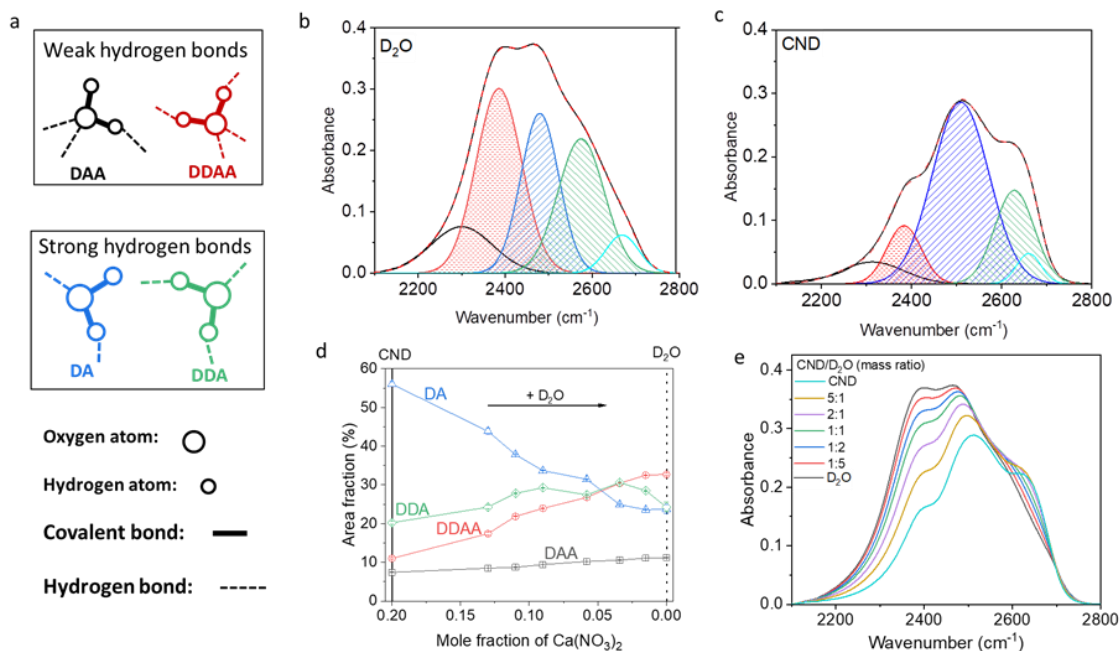 a
Weak hydrogen bonds
DAA
DDAA
Strong hydrogen bonds
DA
DDA
Oxygen atom:
Hydrogen atom:
Covalent bond:
Hydrogen bond:
b
D₂O
Absorbance
0.4
0.3
0.2
0.1
0.0
2200 2400 2600 2800
Wavenumber (cm⁻¹)
c
CND
Absorbance
0.4
0.3
0.2
0.1
0.0
2200 2400 2600 2800
Wavenumber (cm⁻¹)
d
CND
D₂O
Area fraction (%)
60
55
50
40
30
20
10
0
DA
+ D₂O
DDA
DDAA
DAA
0.20 0.15 0.10 0.05 0.00
Mole fraction of Ca(NO₃)₂
e
CND/D₂O (mass ratio)
CND
5:1
2:1
1:1
1:2
1:5
D₂O
Absorbance
0.4
0.3
0.2
0.1
0.0
2200 2400 2600 2800
Wavenumber (cm⁻¹)